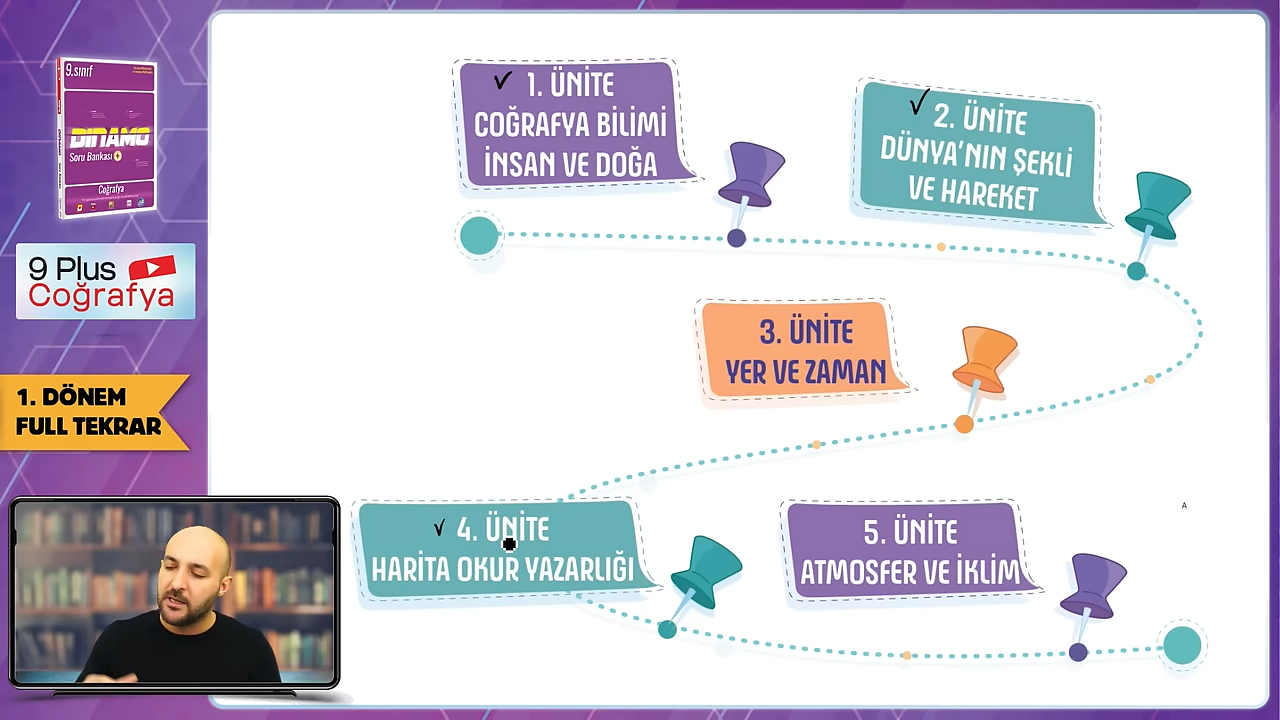 9.sınıf
DİNAMO
Soru Bankası +
Coğrafya
9 Plus
Coğrafya
1. DÖNEM
FULL TEKRAR
1. ÜNİTE
COĞRAFYA BİLİMİ
İNSAN VE DOĞA
2. ÜNİTE
DÜNYA'NIN ŞEKLİ
VE HAREKET
3. ÜNİTE
YER VE ZAMAN
4. ÜNİTE
HARİTA OKUR YAZARLIĞI
5. ÜNİTE
ATMOSFER VE İKLİM
A